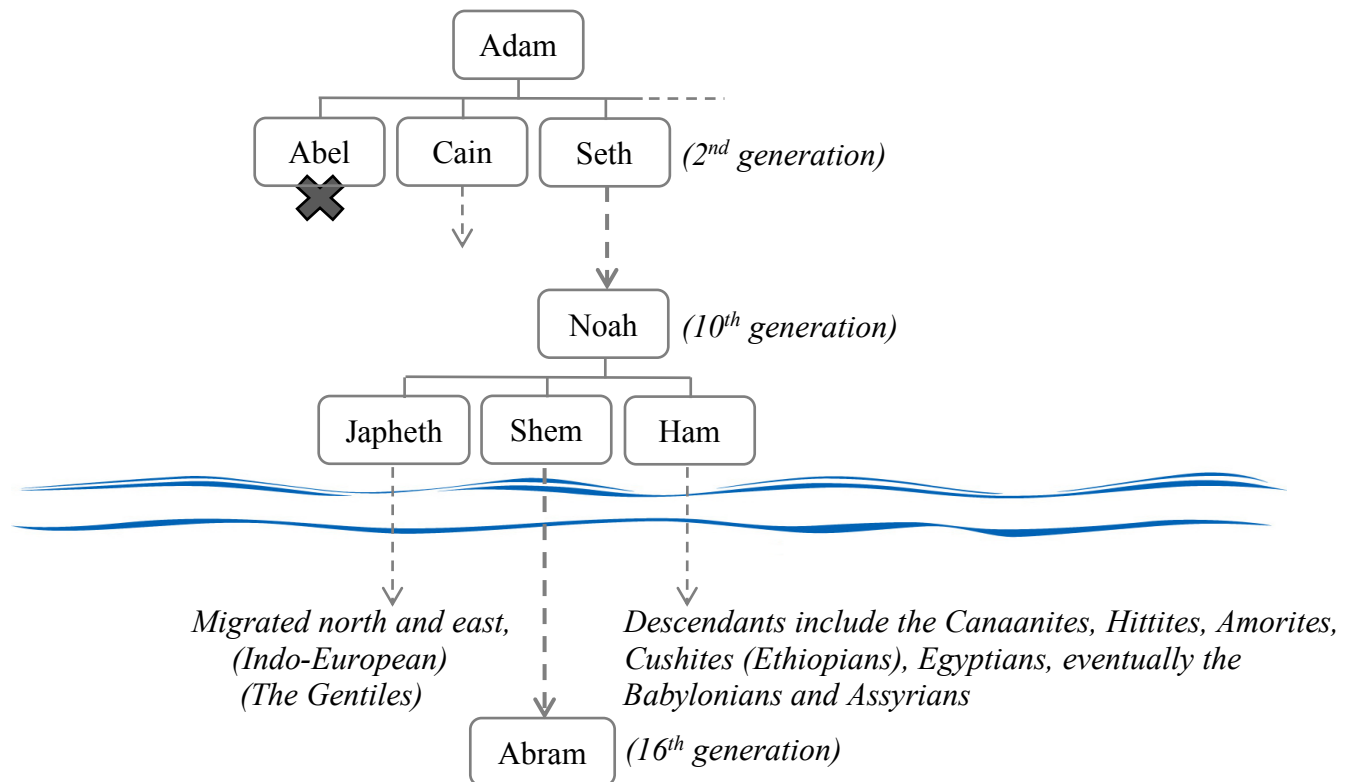 Adam
Abel Cain Seth (2nd generation)
Noah (10th generation)
Japheth Shem Ham
Migrated north and east,
(Indo-European)
(The Gentiles)
Descendants include the Canaanites, Hittites, Amorites,
Cushites (Ethiopians), Egyptians, eventually the
Babylonians and Assyrians
Abram (16th generation)